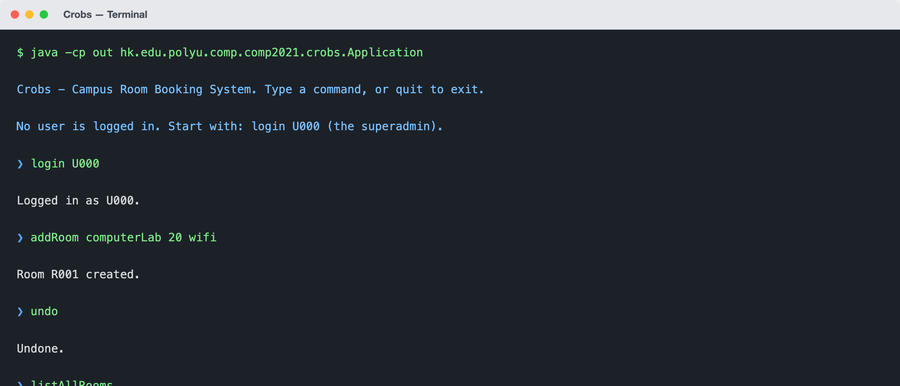 Crobs — Terminal
$ java -cp out hk.edu.polyu.comp.comp2021.crobs.Application
Crobs - Campus Room Booking System. Type a command, or quit to exit.
No user is logged in. Start with: login U000 (the superadmin).
❯ login U000
Logged in as U000.
❯ addRoom computerLab 20 wifi
Room R001 created.
❯ undo
Undone.
❯ listAllRooms